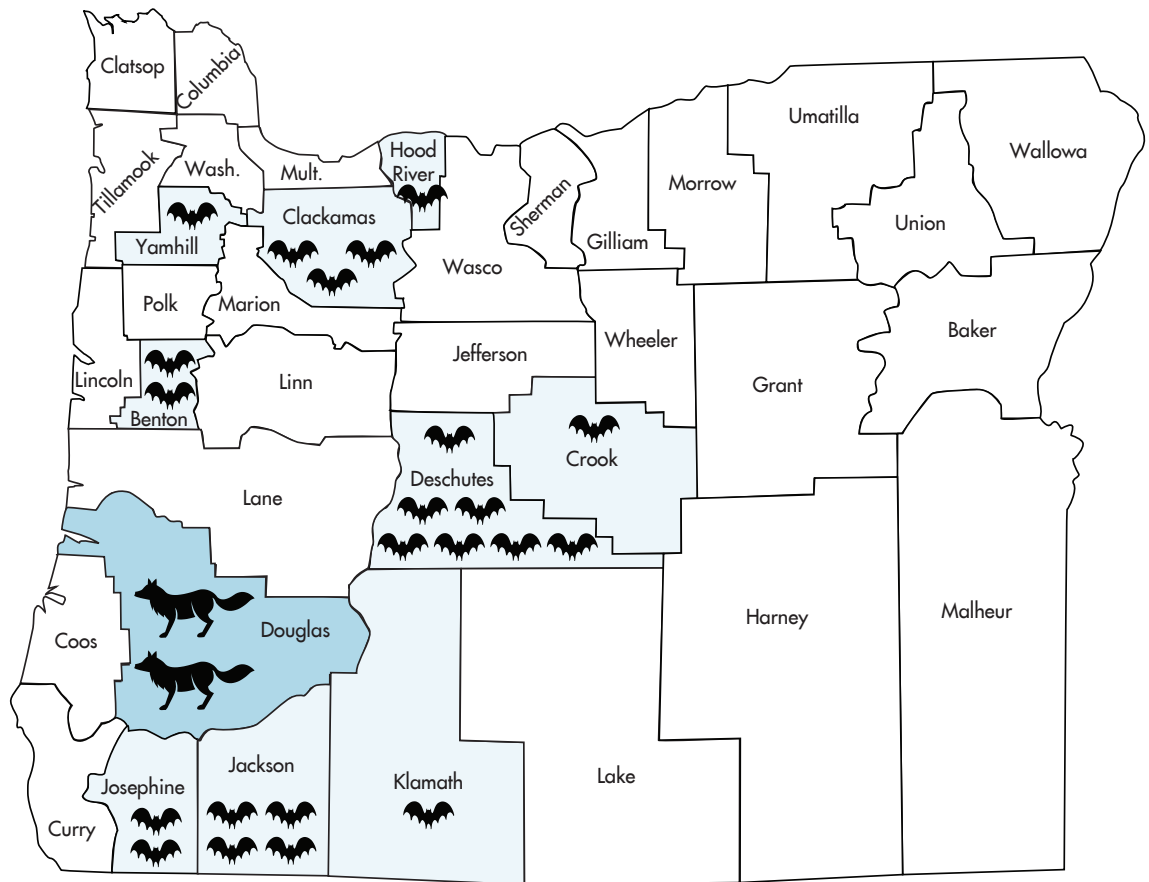 Clatsop
Columbia
Tillamook
Wash.
Mult.
Hood
River
Sherman
Gilliam
Morrow
Umatilla
Union
Wallowa
Yamhill
Clackamas
Wasco
Polk
Marion
Jefferson
Wheeler
Grant
Baker
Lincoln
Benton
Linn
Crook
Deschutes
Lane
Douglas
Coos
Harney
Malheur
Josephine
Jackson
Klamath
Lake
Curry